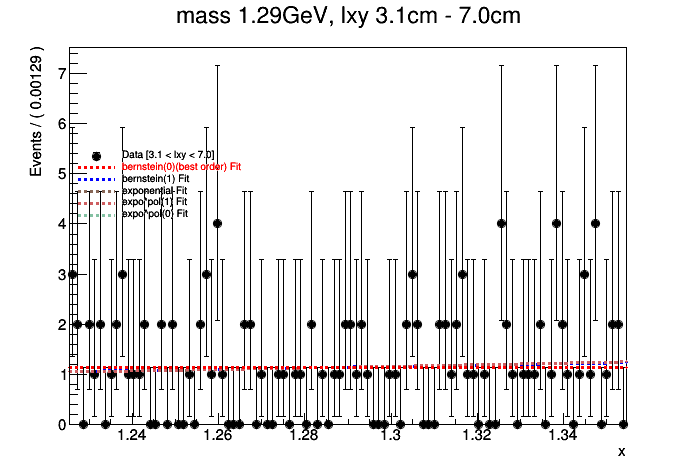 mass 1.29GeV, lxy 3.1cm - 7.0cm
Events / ( 0.00129 )
7
6
Data [3.1 < lxy < 7.0]
bernstein(0)(best order) Fit
5
bernstein(1) Fit
exponential Fit
expo*pol(1) Fit
expo*pol(0) Fit
4
3
2
1
0
1.24 1.26 1.28 1.3 1.32 1.34
x